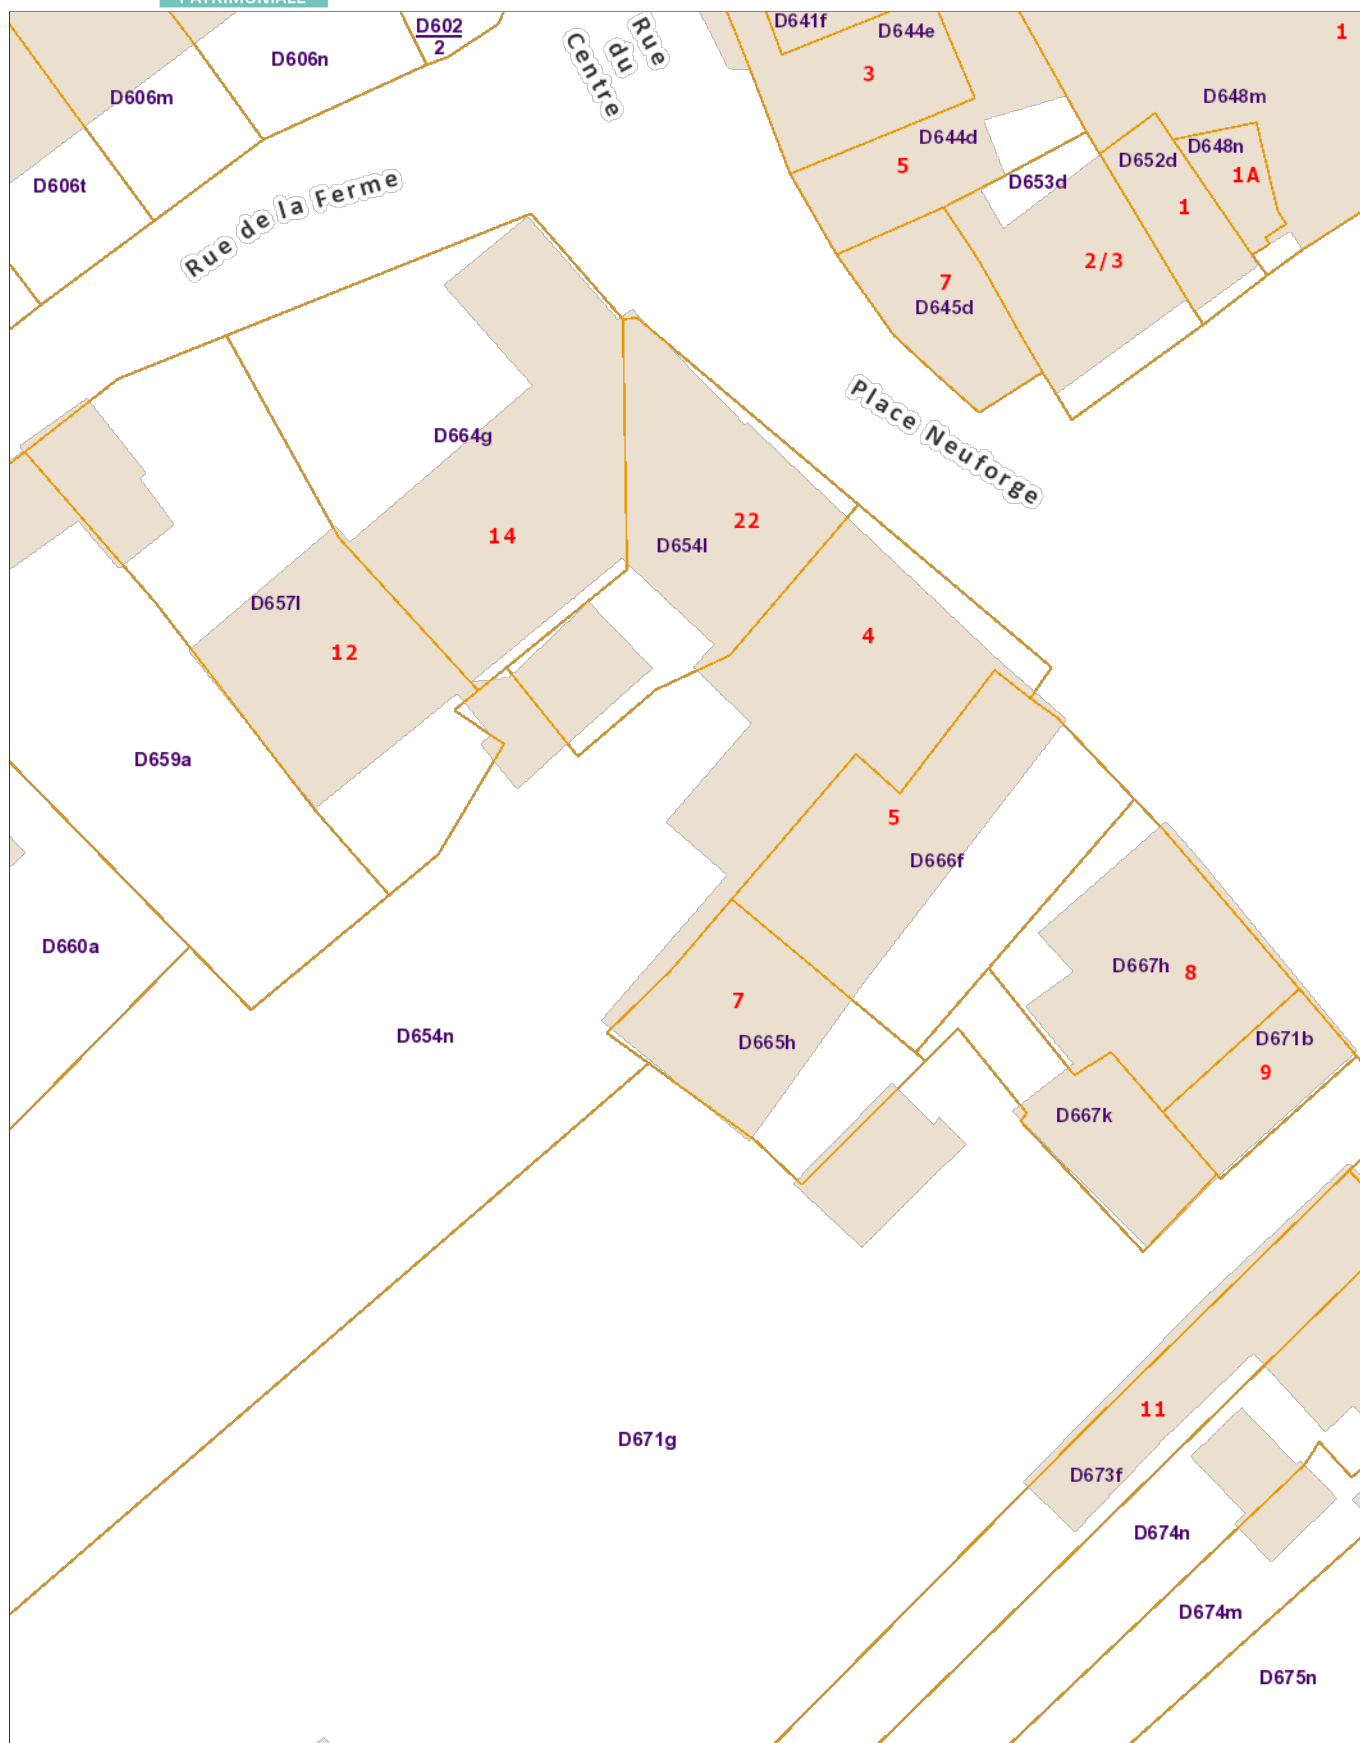 PATRIMONIALE
D602
2
D606n
D606m
D606t
Rue
du
Centre
Rue de la Ferme
D641f
D644e
3
1
D648m
D644d
5
D648n
1A
D652d
1
D653d
2/3
7
D645d
Place Neuforge
D664g
14
22
D654l
D657l
12
4
D659a
5
D666f
D660a
D667h
8
7
D665h
D654n
D671b
9
D667k
11
D671g
D673f
D674n
D674m
D675n